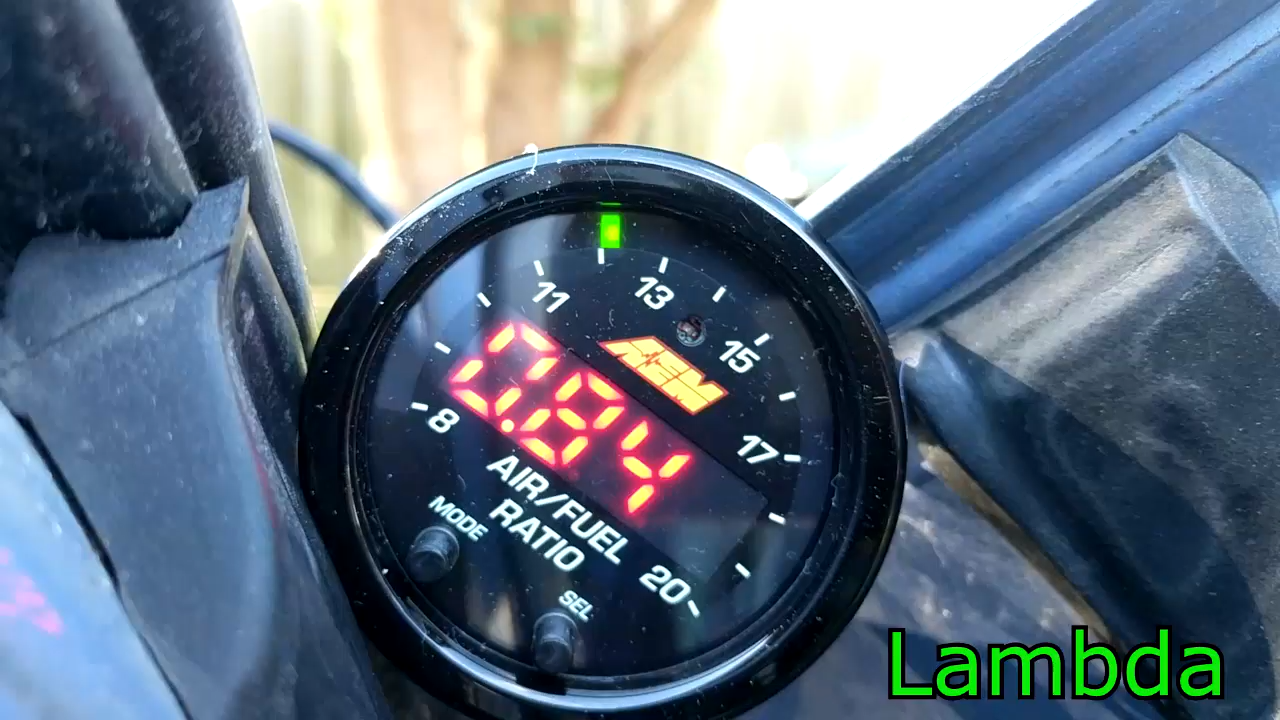 11
13
15
17
AEM
0.84
8
AIR/FUEL
RATIO
MODE
20
SEL
Lambda